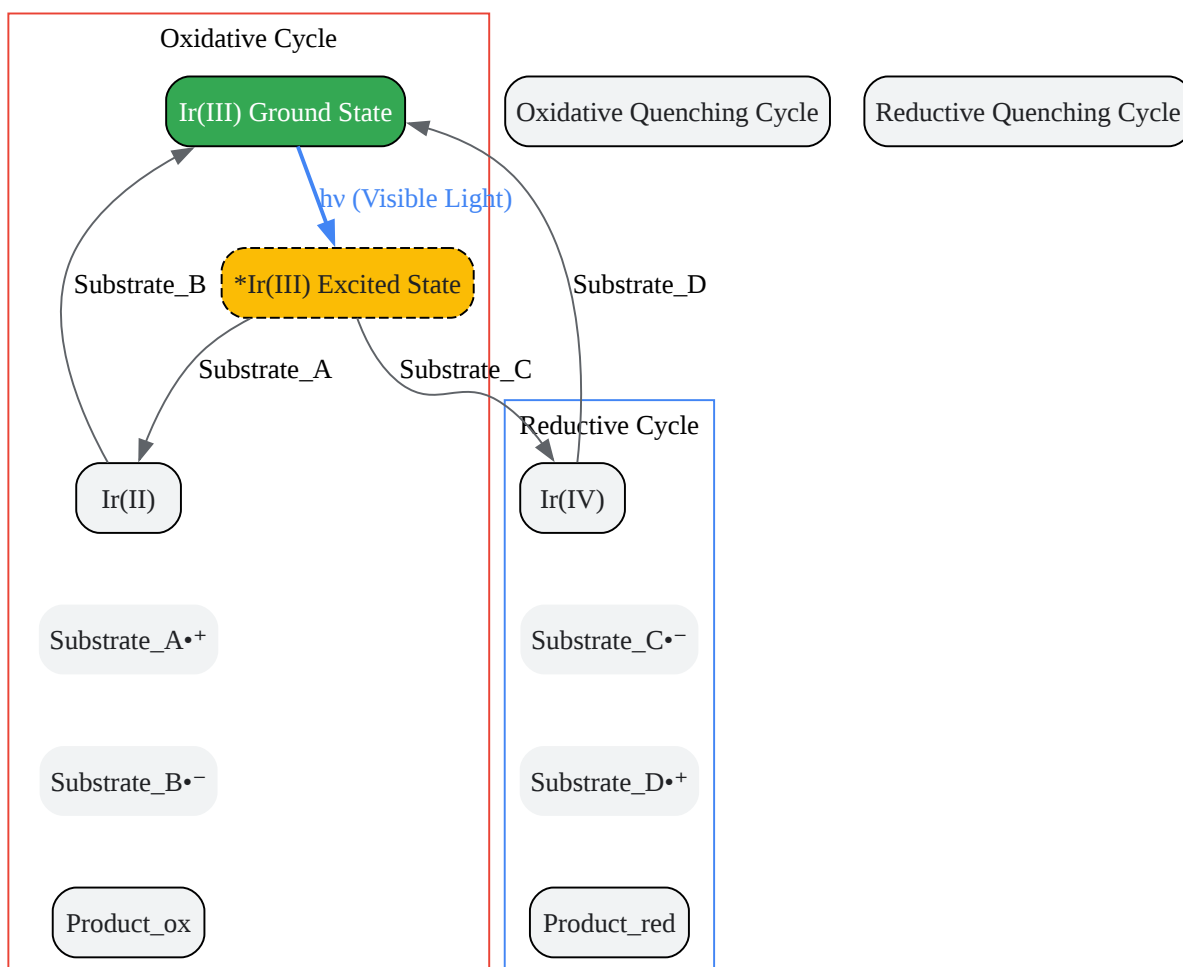 Oxidative Cycle
Ir(III) Ground State
Oxidative Quenching Cycle
Reductive Quenching Cycle
hν (Visible Light)
*Ir(III) Excited State
Substrate_B
Substrate_D
Substrate_A
Substrate_C
Reductive Cycle
Ir(II)
Ir(IV)
Substrate_A•⁺
Substrate_C•⁻
Substrate_B•⁻
Substrate_D•⁺
Product_ox
Product_red